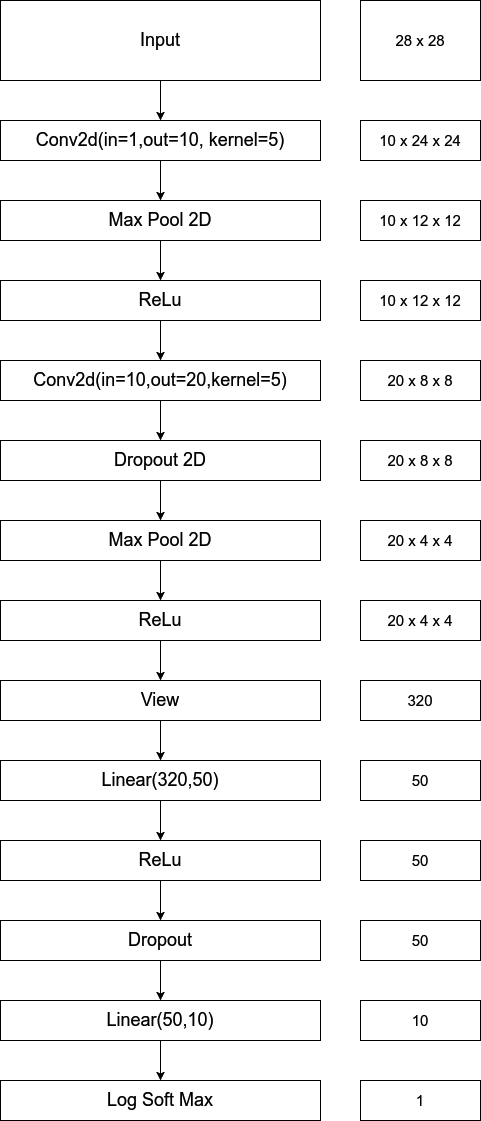 Input
28 x 28
Conv2d(in=1,out=10, kernel=5)
10 x 24 x 24
Max Pool 2D
10 x 12 x 12
ReLu
10 x 12 x 12
Conv2d(in=10,out=20,kernel=5)
20 x 8 x 8
Dropout 2D
20 x 8 x 8
Max Pool 2D
20 x 4 x 4
ReLu
20 x 4 x 4
View
320
Linear(320,50)
50
ReLu
50
Dropout
50
Linear(50,10)
10
Log Soft Max
1